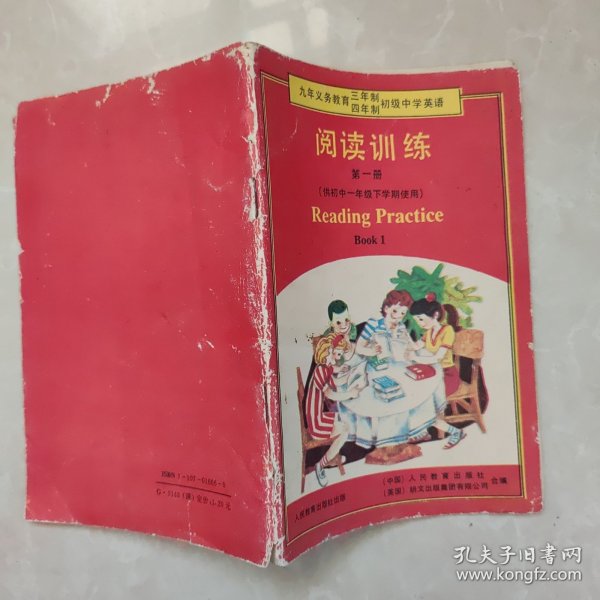 九年义务教育三年制四年制初级中学英语
阅读训练
第一册
(供初中一年级下学期使用)
Reading Practice
Book 1
(中国)人民教育出版社
(英国)朗文出版集团有限公司 合编
人民教育出版社出版
孔夫子旧书网
www.kongfz.com